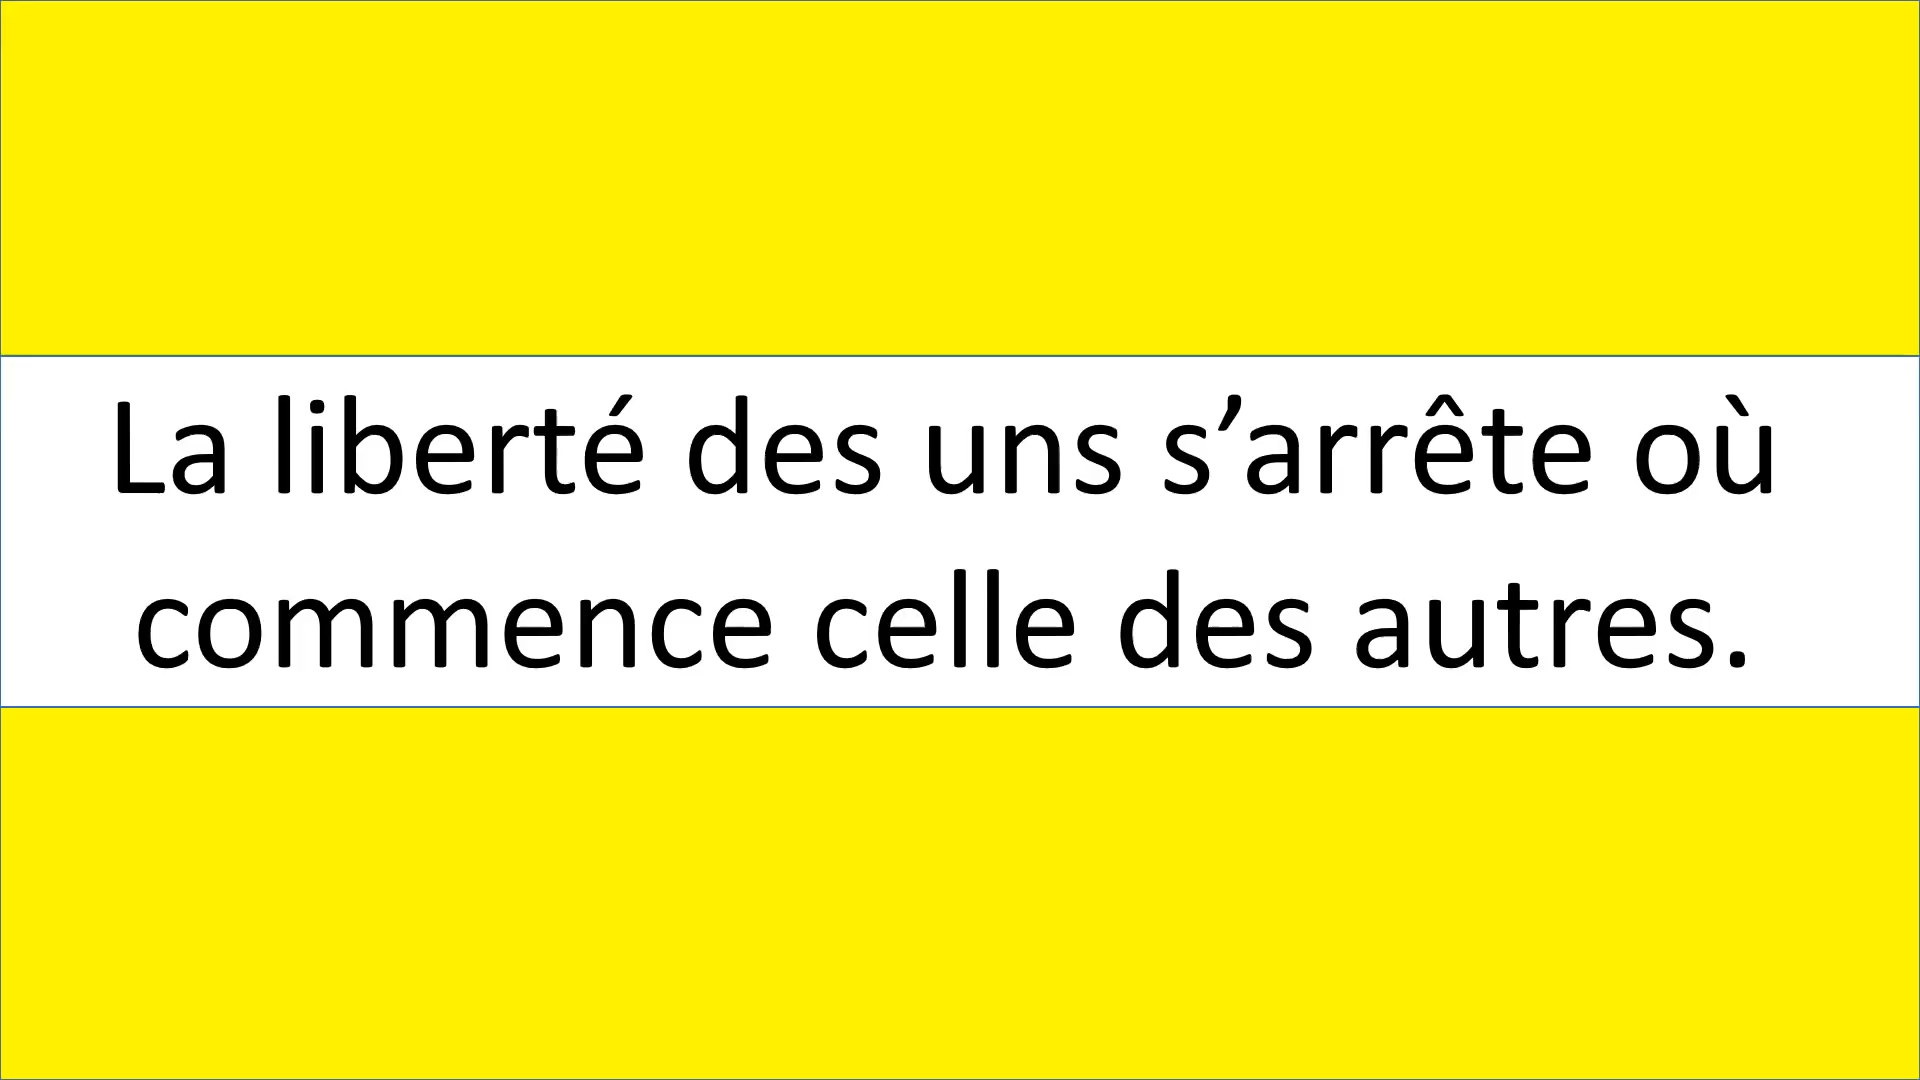 La liberté des uns s’arrête où
commence celle des autres.